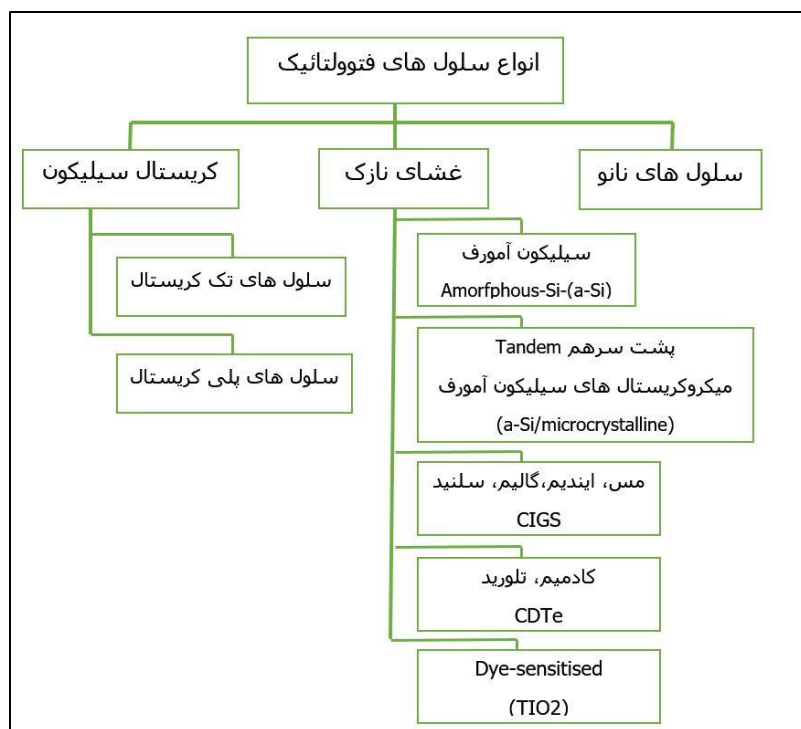 انواع سلول های فتوولتائیک
کریستال سیلیکون
غشای نازک
سلول های نانو
سلول های تک کریستال
سلول های پلی کریستال
سیلیکون آمورف
Amorfphous-Si-(a-Si)
پشت سرهم Tandem
میکروکریستال های سیلیکون آمورف
(a-Si/microcrystalline)
مس، ایندیم،گالیم، سلنید
CIGS
کادمیم، تلورید
CDTe
Dye-sensitised
(TIO2)